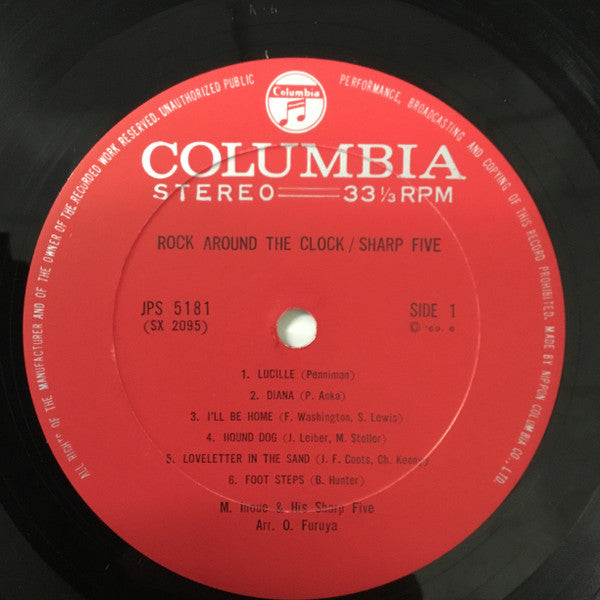 ALL RIGHTS OF THE MANUFACTURER AND OF THE OWNER OF THE RECORDED WORK RESERVED. UNAUTHORIZED PUBLIC PERFORMANCE, BROADCASTING AND COPYING OF THIS RECORD PROHIBITED. MADE BY NIPPON COLUMBIA CO., LTD.
Columbia
COLUMBIA
STEREO 33 1/3 RPM
ROCK AROUND THE CLOCK / SHARP FIVE
JPS 5181 SIDE 1
(SX 2095) Ⓟ '69. 6
1. LUCILLE (Penniman)
2. DIANA (P. Anka)
3. I'LL BE HOME (F. Washington, S. Lewis)
4. HOUND DOG (J. Leiber, M. Stoller)
5. LOVELETTER IN THE SAND (J. F. Coots, Ch. Kenny)
6. FOOT STEPS (B. Hunter)
M. Inoue & His Sharp Five
Arr. O. Furuya